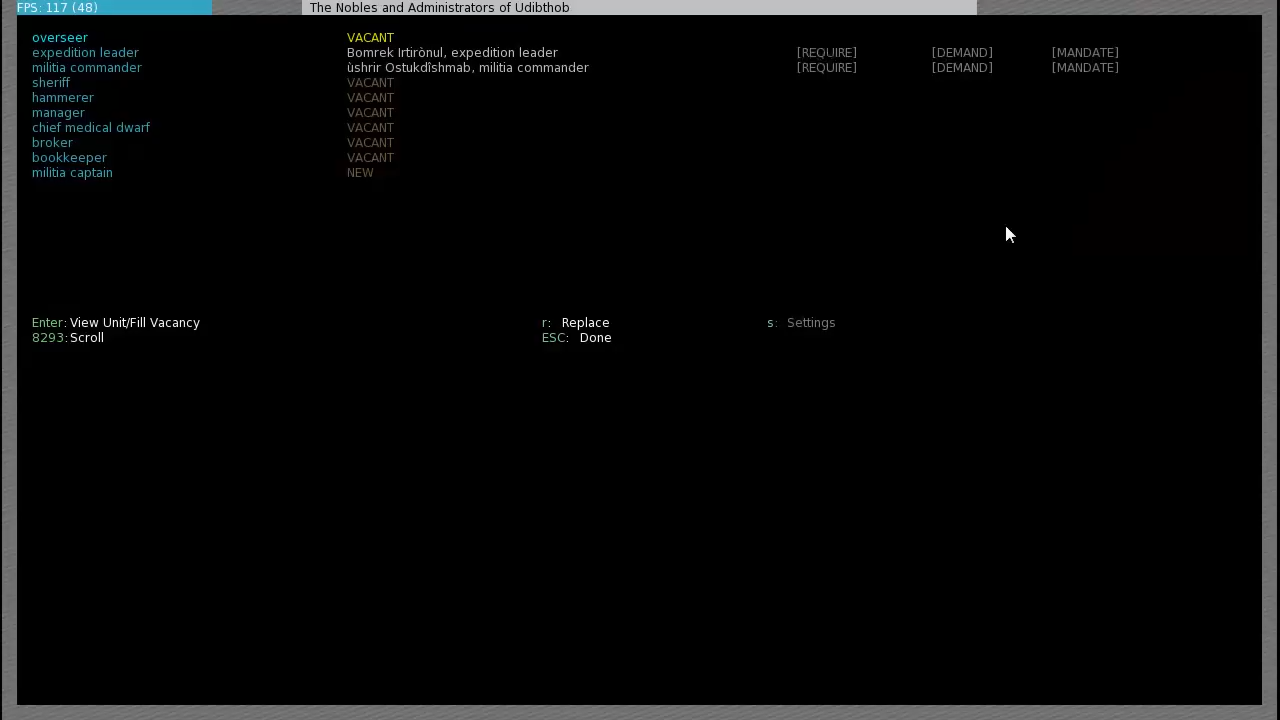 FPS: 117 (48)
The Nobles and Administrators of Udibthob
overseer VACANT
expedition leader Bomrek Irtirònul, expedition leader [REQUIRE] [DEMAND] [MANDATE]
militia commander ùshrir Ostukdîshmab, militia commander [REQUIRE] [DEMAND] [MANDATE]
sheriff VACANT
hammerer VACANT
manager VACANT
chief medical dwarf VACANT
broker VACANT
bookkeeper VACANT
militia captain NEW
Enter: View Unit/Fill Vacancy r: Replace s: Settings
8293: Scroll ESC: Done